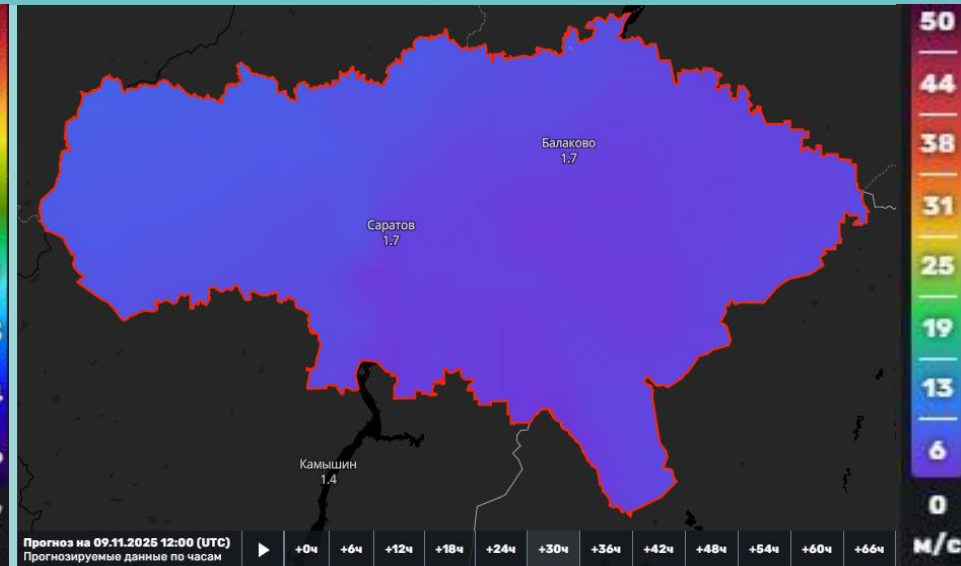 Балаково
1.7
Саратов
1.7
Камышин
1.4
50
44
38
31
25
19
13
6
0
м/с
Прогноз на 09.11.2025 12:00 (UTC)
Прогнозируемые данные по часам
+0ч +6ч +12ч +18ч +24ч +30ч +36ч +42ч +48ч +54ч +60ч +66ч